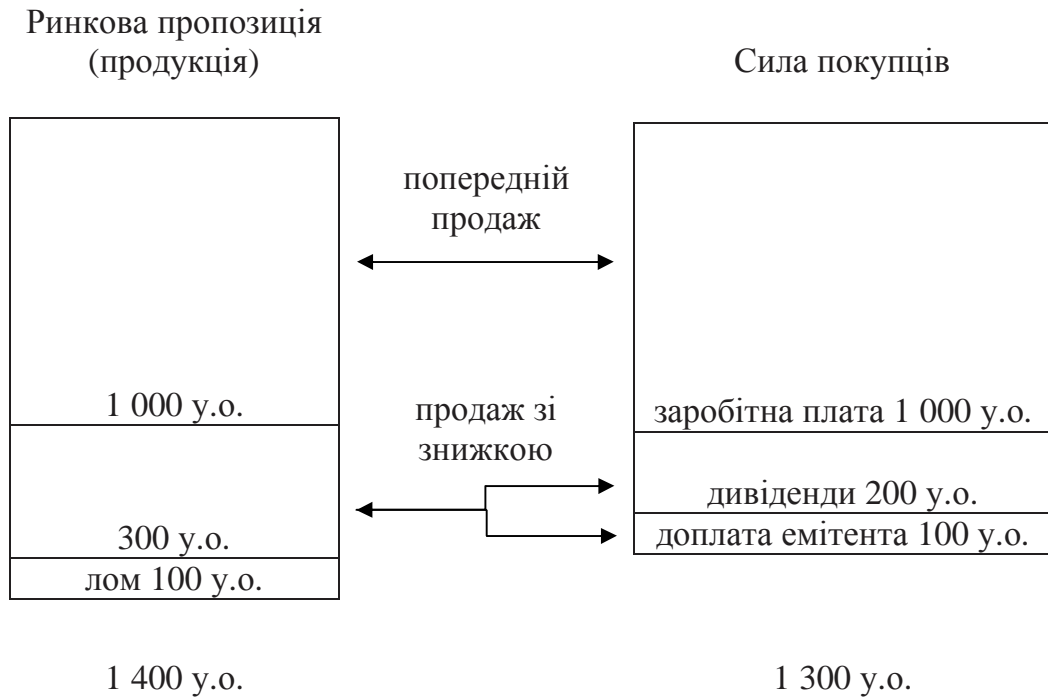 Ринкова пропозиція
(продукція)
Сила покупців
попередній
продаж
1 000 у.о.
продаж зі
знижкою
заробітна плата 1 000 у.о.
дивіденди 200 у.о.
300 у.о.
доплата емітента 100 у.о.
лом 100 у.о.
1 400 у.о.
1 300 у.о.